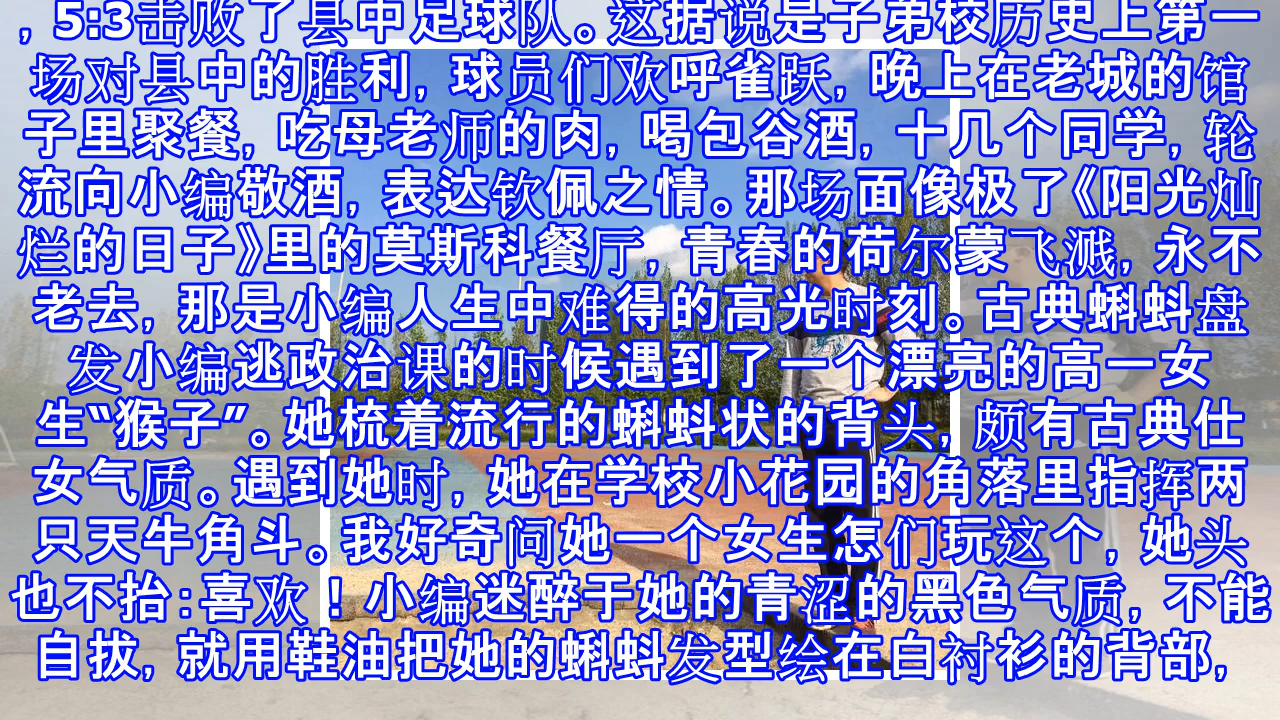 ，5:3击败了县中足球队。这据说是子弟校历史上第一
场对县中的胜利，球员们欢呼雀跃，晚上在老城的馆
子里聚餐，吃母老师的肉，喝包谷酒，十几个同学，轮
流向小编敬酒，表达钦佩之情。那场面像极了《阳光灿
烂的日子》里的莫斯科餐厅，青春的荷尔蒙飞溅，永不
老去，那是小编人生中难得的高光时刻。古典蝌蚪盘
发小编逃政治课的时候遇到了一个漂亮的高一女
生“猴子”。她梳着流行的蝌蚪状的背头，颇有古典仕
女气质。遇到她时，她在学校小花园的角落里指挥两
只天牛角斗。我好奇问她一个女生怎们玩这个，她头
也不抬：喜欢！小编迷醉于她的青涩的黑色气质，不能
自拔，就用鞋油把她的蝌蚪发型绘在白衬衫的背部，